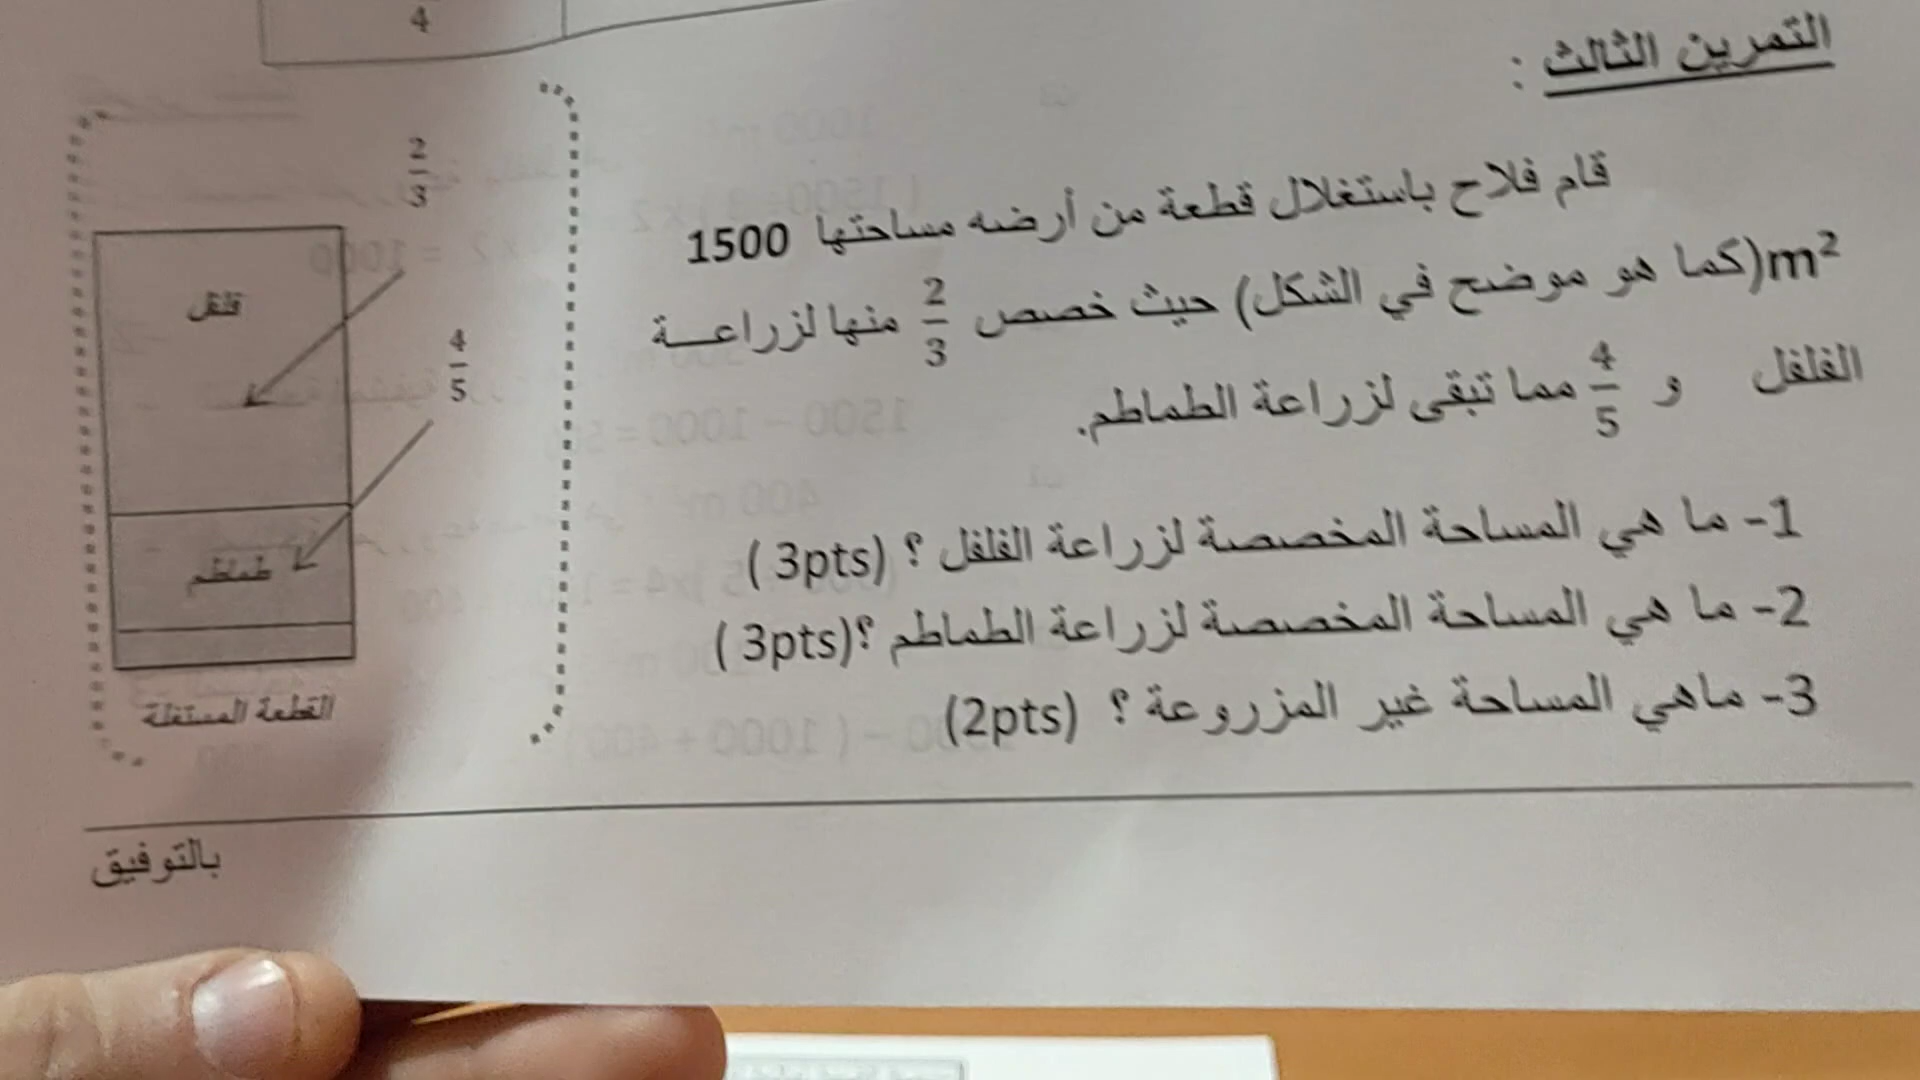 4
التمرين الثالث :
قام فلاح باستغلال قطعة من أرضه مساحتها 1500
m²(كما هو موضح في الشكل) حيث خصص 2/3 منها لزراعـــة
الفلفل و 4/5 مما تبقى لزراعة الطماطم.
1- ما هي المساحة المخصصة لزراعة الفلفل ؟ (3pts )
2- ما هي المساحة المخصصة لزراعة الطماطم ؟(3pts )
3- ماهي المساحة غير المزروعة ؟ (2pts)
2/3
فلفل
4/5
طماطم
القطعة المستغلة
بالتوفيق